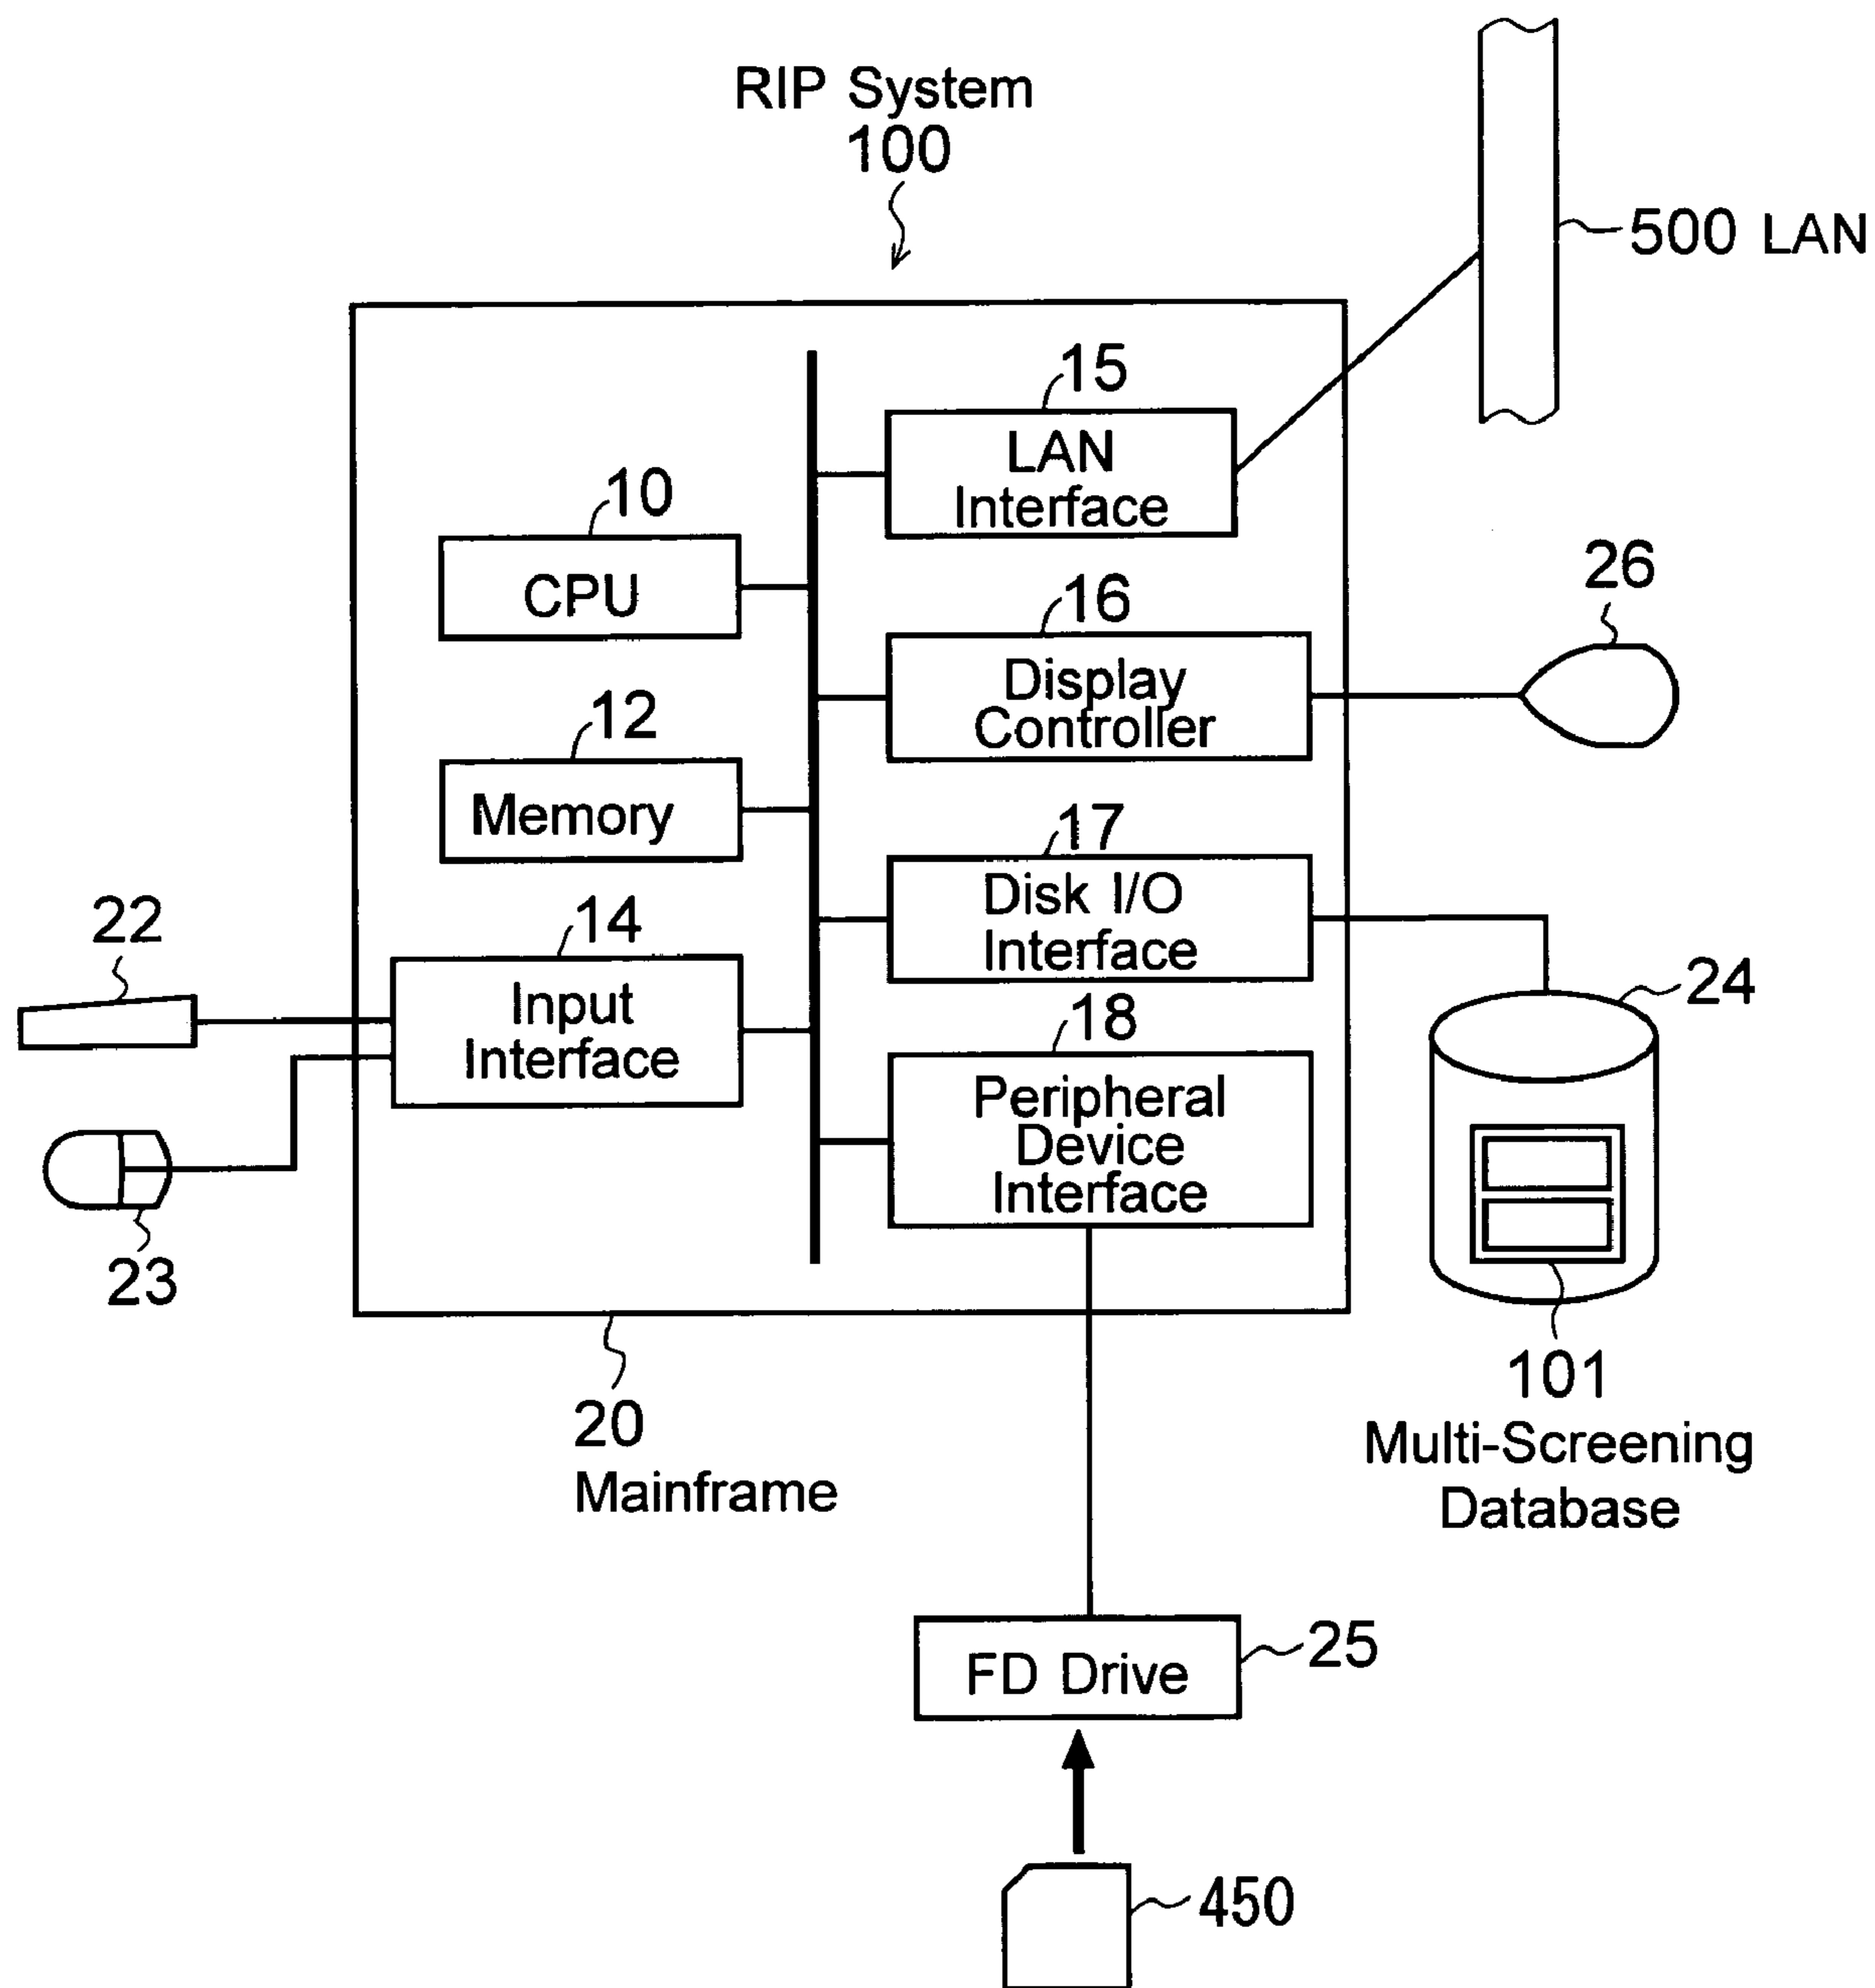 RIP System
100
500 LAN
15
LAN
Interface
10
CPU
16
Display
Controller
26
12
Memory
17
Disk I/O
Interface
22
14
Input
Interface
24
18
Peripheral
Device
Interface
23
20
Mainframe
101
Multi-Screening
Database
FD Drive
25
450